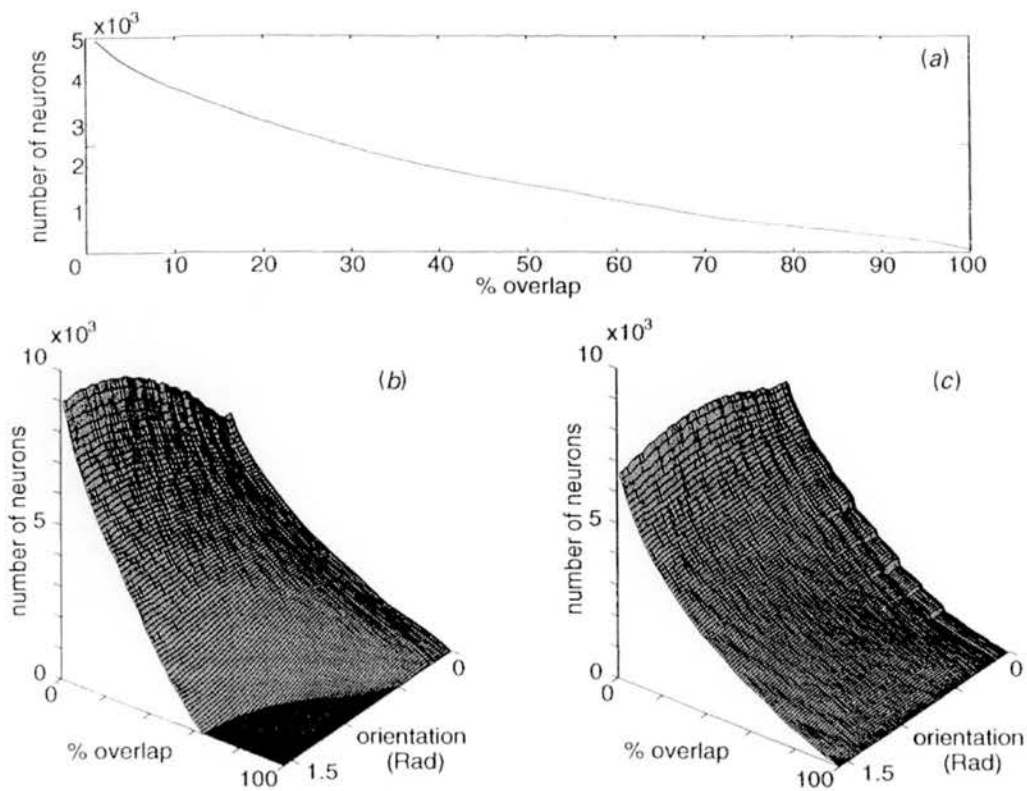 x10³
5
4
3
2
1
0
number of neurons
(a)
10 20 30 40 50 60 70 80 90 100
% overlap
x10³
10
5
0
number of neurons
(b)
0
% overlap
100
1.5
orientation
(Rad)
0
x10³
10
5
0
number of neurons
(c)
0
% overlap
100
1.5
orientation
(Rad)
0